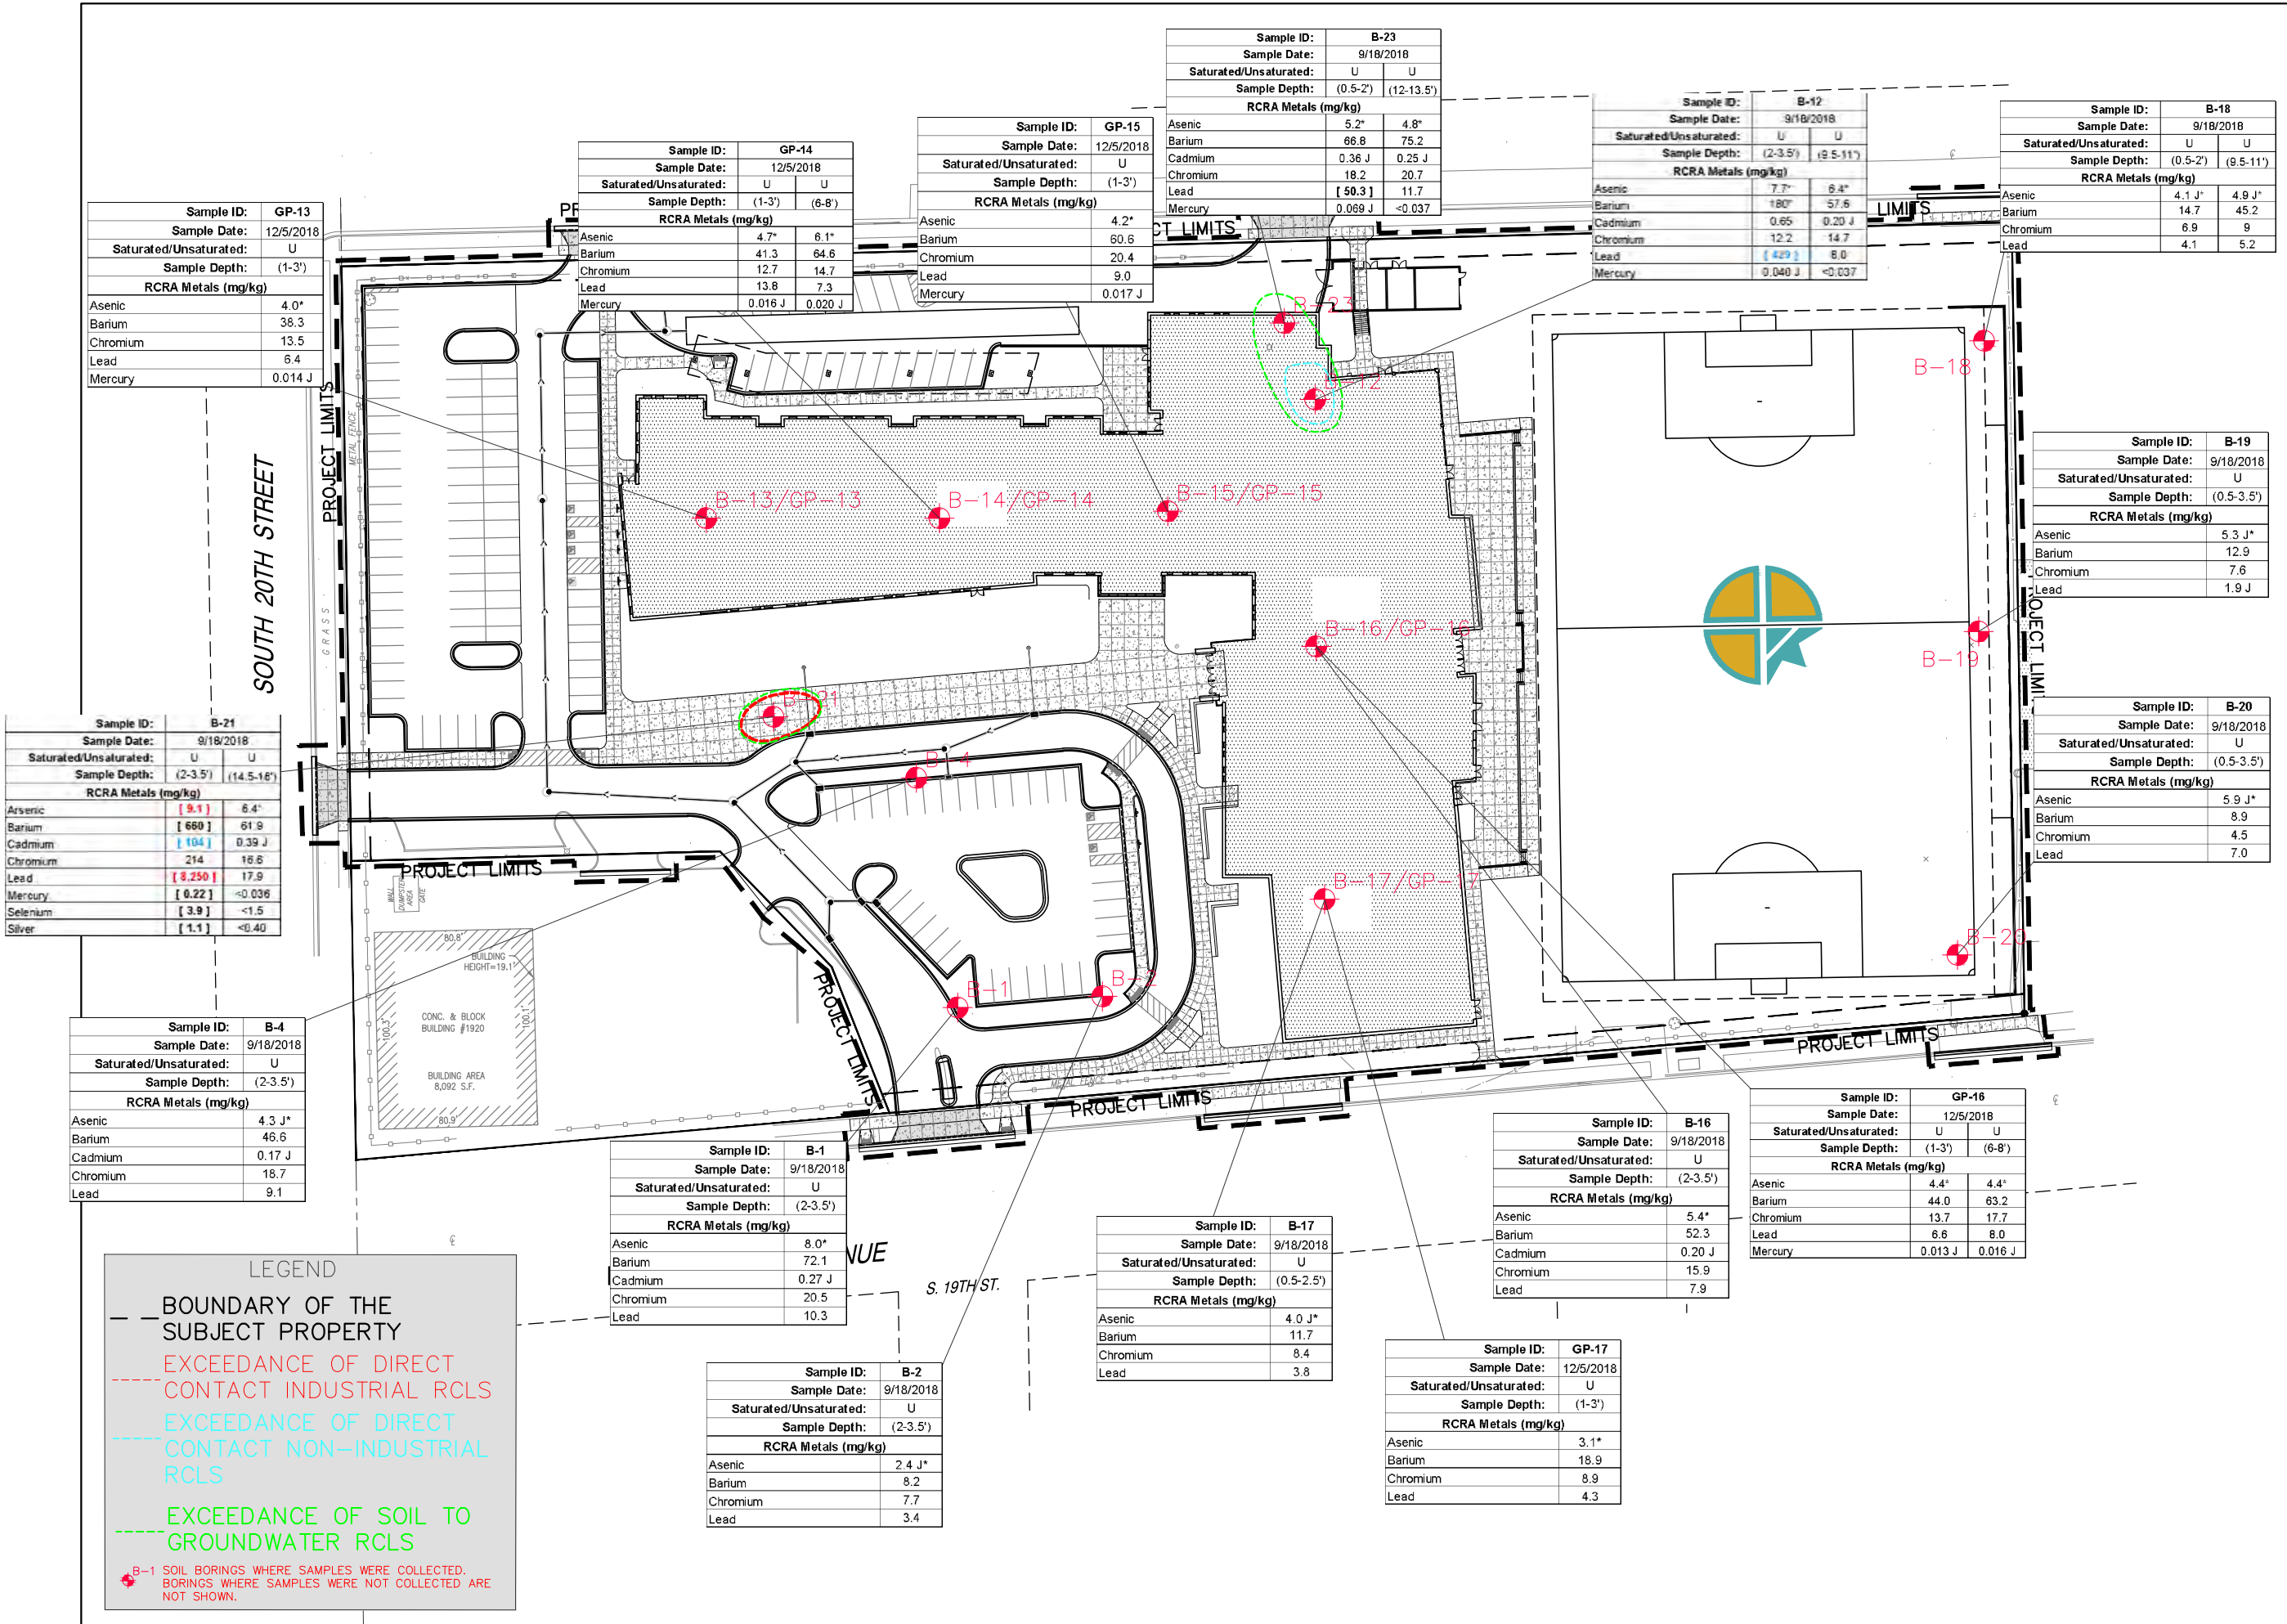 Sample ID: B-23
Sample Date: 9/18/2018
Saturated/Unsaturated: U U
Sample Depth: (0.5-2') (12-13.5')
RCRA Metals (mg/kg)
Asenic 5.2* 4.8*
Barium 66.8 75.2
Cadmium 0.36 J 0.25 J
Chromium 18.2 20.7
Lead [ 50.3 ] 11.7
Mercury 0.069 J <0.037
Sample ID: B-12
Sample Date: 9/18/2018
Saturated/Unsaturated: U U
Sample Depth: (2-3.5') (9.5-11')
RCRA Metals (mg/kg)
Asenic 7.7* 6.4*
Barium 180* 57.6
Cadmium 0.65 0.20 J
Chromium 12.2 14.7
Lead [ 429 ] 8.0
Mercury 0.040 J <0.037
Sample ID: B-18
Sample Date: 9/18/2018
Saturated/Unsaturated: U U
Sample Depth: (0.5-2') (9.5-11')
RCRA Metals (mg/kg)
Asenic 4.1 J* 4.9 J*
Barium 14.7 45.2
Chromium 6.9 9
Lead 4.1 5.2
Sample ID: GP-15
Sample Date: 12/5/2018
Saturated/Unsaturated: U
Sample Depth: (1-3')
RCRA Metals (mg/kg)
Asenic 4.2*
Barium 60.6
Chromium 20.4
Lead 9.0
Mercury 0.017 J
Sample ID: GP-14
Sample Date: 12/5/2018
Saturated/Unsaturated: U U
Sample Depth: (1-3') (6-8')
RCRA Metals (mg/kg)
Asenic 4.7* 6.1*
Barium 41.3 64.6
Chromium 12.7 14.7
Lead 13.8 7.3
Mercury 0.016 J 0.020 J
Sample ID: GP-13
Sample Date: 12/5/2018
Saturated/Unsaturated: U
Sample Depth: (1-3')
RCRA Metals (mg/kg)
Asenic 4.0*
Barium 38.3
Chromium 13.5
Lead 6.4
Mercury 0.014 J
PR
CT LIMITS
LIMITS
B-23
B-12
B-18
PROJECT LIMITS
METAL FENCE
SOUTH 20TH STREET
GRASS
B-13/GP-13
B-14/GP-14
B-15/GP-15
Sample ID: B-19
Sample Date: 9/18/2018
Saturated/Unsaturated: U
Sample Depth: (0.5-3.5')
RCRA Metals (mg/kg)
Asenic 5.3 J*
Barium 12.9
Chromium 7.6
Lead 1.9 J
B-16/GP-16
B-19
OJECT LIMI
B-21
B-4
Sample ID: B-21
Sample Date: 9/18/2018
Saturated/Unsaturated: U U
Sample Depth: (2-3.5') (14.5-16')
RCRA Metals (mg/kg)
Arsenic [ 9.1 ] 6.4*
Barium [ 660 ] 61.9
Cadmium [ 104 ] 0.39 J
Chromium 214 16.6
Lead [ 8,250 ] 17.9
Mercury [ 0.22 ] <0.036
Selenium [ 3.9 ] <1.5
Silver [ 1.1 ] <0.40
Sample ID: B-20
Sample Date: 9/18/2018
Saturated/Unsaturated: U
Sample Depth: (0.5-3.5')
RCRA Metals (mg/kg)
Asenic 5.9 J*
Barium 8.9
Chromium 4.5
Lead 7.0
PROJECT LIMITS
WALL
DUMPSTER
AREA
GATE
B-17/GP-17
B-20
80.8'
BUILDING
HEIGHT=19.1'
CONC. & BLOCK
BUILDING #1920
100.3'
100.1'
BUILDING AREA
8,092 S.F.
80.9'
B-1
B-2
PROJECT LIMITS
METAL FENCE
PROJECT LIMITS
PROJECT LIMITS
Sample ID: B-4
Sample Date: 9/18/2018
Saturated/Unsaturated: U
Sample Depth: (2-3.5')
RCRA Metals (mg/kg)
Asenic 4.3 J*
Barium 46.6
Cadmium 0.17 J
Chromium 18.7
Lead 9.1
Sample ID: B-1
Sample Date: 9/18/2018
Saturated/Unsaturated: U
Sample Depth: (2-3.5')
RCRA Metals (mg/kg)
Asenic 8.0*
Barium 72.1
Cadmium 0.27 J
Chromium 20.5
Lead 10.3
NUE
S. 19TH ST.
Sample ID: B-2
Sample Date: 9/18/2018
Saturated/Unsaturated: U
Sample Depth: (2-3.5')
RCRA Metals (mg/kg)
Asenic 2.4 J*
Barium 8.2
Chromium 7.7
Lead 3.4
Sample ID: B-17
Sample Date: 9/18/2018
Saturated/Unsaturated: U
Sample Depth: (0.5-2.5')
RCRA Metals (mg/kg)
Asenic 4.0 J*
Barium 11.7
Chromium 8.4
Lead 3.8
Sample ID: B-16
Sample Date: 9/18/2018
Saturated/Unsaturated: U
Sample Depth: (2-3.5')
RCRA Metals (mg/kg)
Asenic 5.4*
Barium 52.3
Cadmium 0.20 J
Chromium 15.9
Lead 7.9
Sample ID: GP-16
Sample Date: 12/5/2018
Saturated/Unsaturated: U U
Sample Depth: (1-3') (6-8')
RCRA Metals (mg/kg)
Asenic 4.4* 4.4*
Barium 44.0 63.2
Chromium 13.7 17.7
Lead 6.6 8.0
Mercury 0.013 J 0.016 J
Sample ID: GP-17
Sample Date: 12/5/2018
Saturated/Unsaturated: U
Sample Depth: (1-3')
RCRA Metals (mg/kg)
Asenic 3.1*
Barium 18.9
Chromium 8.9
Lead 4.3
LEGEND
BOUNDARY OF THE
SUBJECT PROPERTY
EXCEEDANCE OF DIRECT
CONTACT INDUSTRIAL RCLS
EXCEEDANCE OF DIRECT
CONTACT NON-INDUSTRIAL
RCLS
EXCEEDANCE OF SOIL TO
GROUNDWATER RCLS
B-1 SOIL BORINGS WHERE SAMPLES WERE COLLECTED.
BORINGS WHERE SAMPLES WERE NOT COLLECTED ARE
NOT SHOWN.